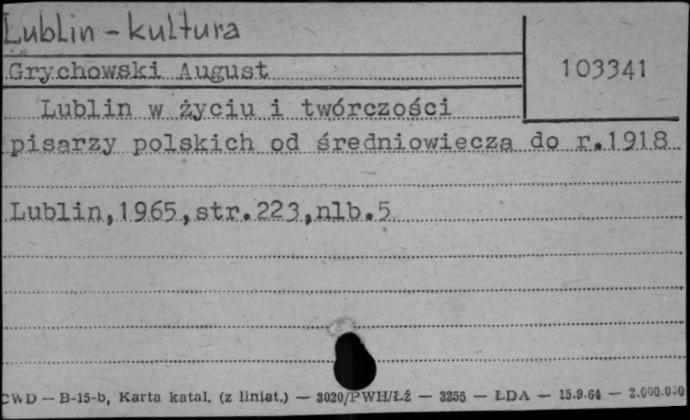 Lublin - kultura
Grychowski August
103341
Lublin w życiu i twórczości
pisarzy polskich od średniowiecza do r.1918
Lublin,1965,str.223,nlb.5
CWD — B-15-b, Karta katal. (z liniat.) — 3020/PWH/Łź — 3255 — ŁDA — 15.9.64 — 2.000.000